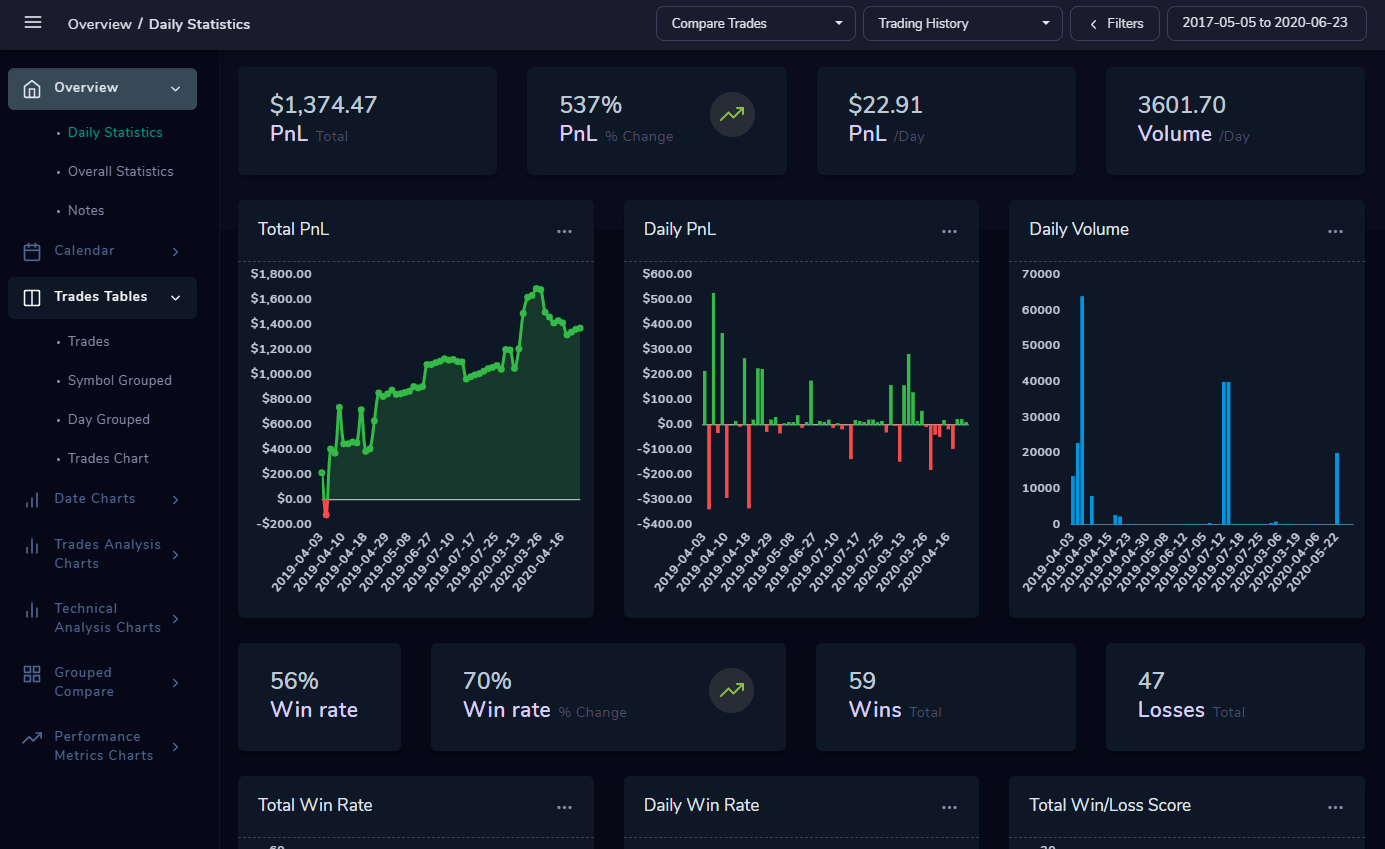 Overview / Daily Statistics
Compare Trades
Trading History
Filters
2017-05-05 to 2020-06-23
Overview
Daily Statistics
Overall Statistics
Notes
Calendar
Trades Tables
Trades
Symbol Grouped
Day Grouped
Trades Chart
Date Charts
Trades Analysis
Charts
Technical
Analysis Charts
Grouped
Compare
Performance
Metrics Charts
$1,374.47
PnL Total
537%
PnL % Change
$22.91
PnL /Day
3601.70
Volume /Day
Total PnL
$1,800.00
$1,600.00
$1,400.00
$1,200.00
$1,000.00
$800.00
$600.00
$400.00
$200.00
$0.00
-$200.00
2019-04-03
2019-04-10
2019-04-18
2019-04-29
2019-05-08
2019-06-27
2019-07-10
2019-07-17
2019-07-25
2020-03-13
2020-03-26
2020-04-16
Daily PnL
$600.00
$500.00
$400.00
$300.00
$200.00
$100.00
$0.00
-$100.00
-$200.00
-$300.00
-$400.00
2019-04-03
2019-04-10
2019-04-18
2019-04-29
2019-05-08
2019-06-27
2019-07-10
2019-07-17
2019-07-25
2020-03-13
2020-03-26
2020-04-16
Daily Volume
70000
60000
50000
40000
30000
20000
10000
0
2019-04-03
2019-04-09
2019-04-15
2019-04-23
2019-04-30
2019-05-08
2019-06-12
2019-07-05
2019-07-12
2019-07-18
2019-07-25
2020-03-06
2020-03-19
2020-04-06
2020-05-22
56%
Win rate
70%
Win rate % Change
59
Wins Total
47
Losses Total
Total Win Rate
Daily Win Rate
Total Win/Loss Score